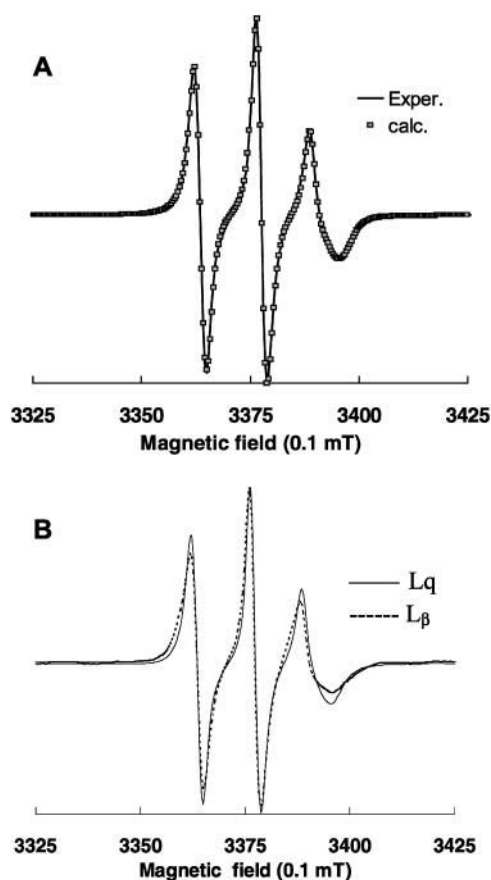 A
Exper.
calc.
3325 3350 3375 3400 3425
Magnetic field (0.1 mT)
B
Lq
Lβ
3325 3350 3375 3400 3425
Magnetic field (0.1 mT)